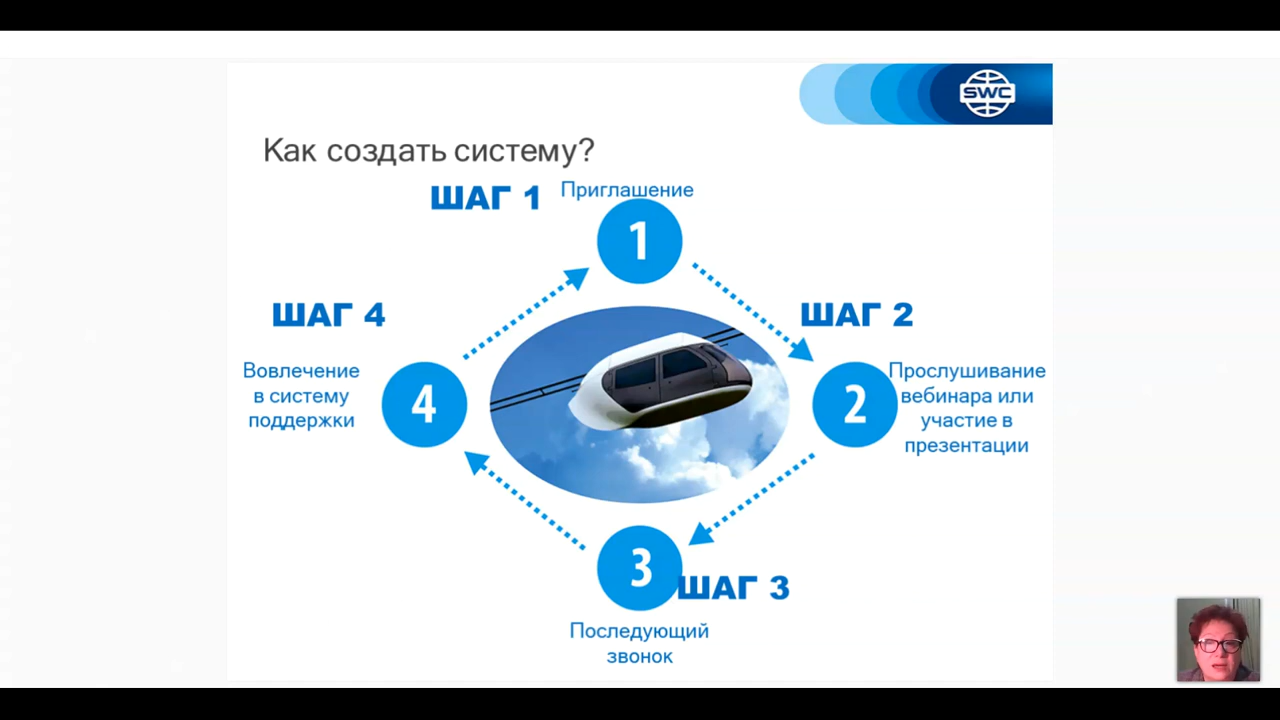 SWC
Как создать систему?
ШАГ 1
Приглашение
1
ШАГ 2
2
Прослушивание
вебинара или
участие в
презентации
3
ШАГ 3
Последующий
звонок
ШАГ 4
Вовлечение
в систему
поддержки
4